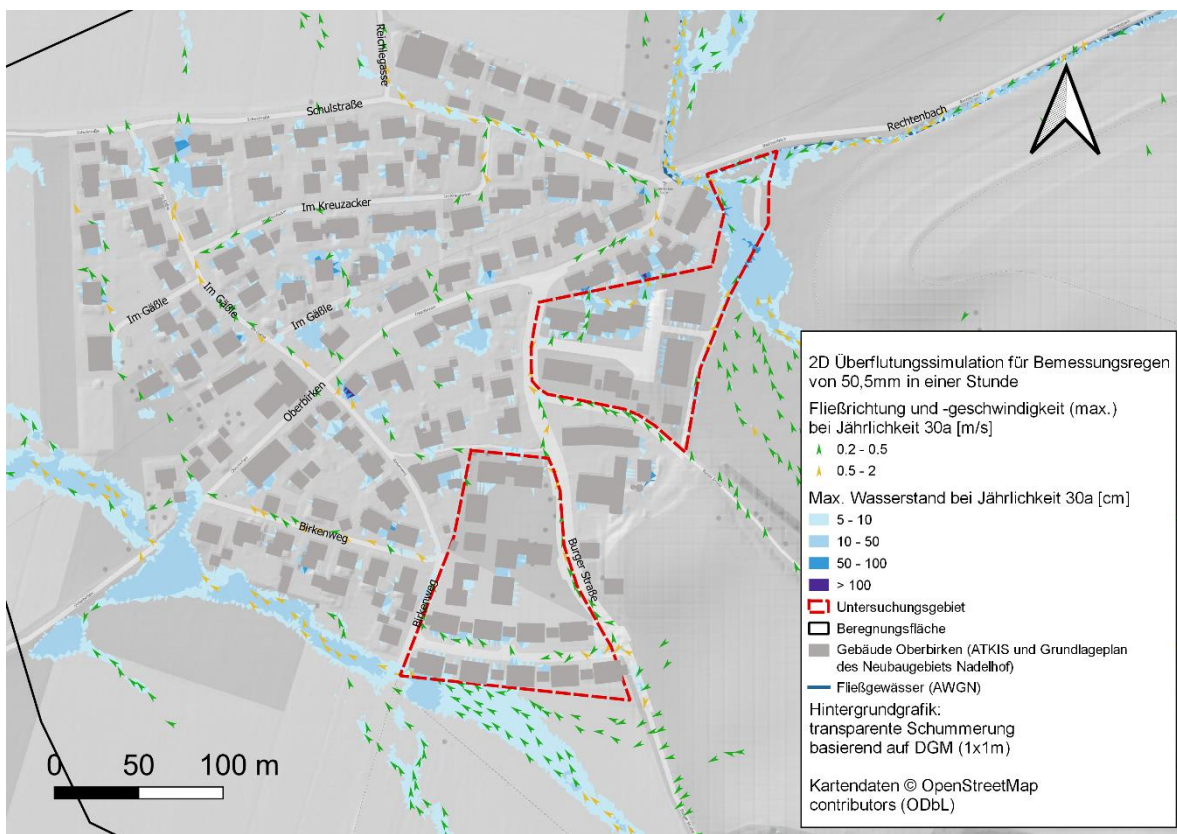 Reichlegasse
Schulstraße
Rechtenbach
Im Kreuzacker
Im Gäßle
Im Gäßle
Im Gäßle
Oberbirken
Birkenweg
Birkenweg
Burger Straße
0 50 100 m
2D Überflutungssimulation für Bemessungsregen
von 50,5mm in einer Stunde
Fließrichtung und -geschwindigkeit (max.)
bei Jährlichkeit 30a [m/s]
0.2 - 0.5
0.5 - 2
Max. Wasserstand bei Jährlichkeit 30a [cm]
5 - 10
10 - 50
50 - 100
> 100
Untersuchungsgebiet
Beregnungsfläche
Gebäude Oberbirken (ATKIS und Grundlageplan
des Neubaugebiets Nadelhof)
Fließgewässer (AWGN)
Hintergrundgrafik:
transparente Schummerung
basierend auf DGM (1x1m)
Kartendaten © OpenStreetMap
contributors (ODbL)